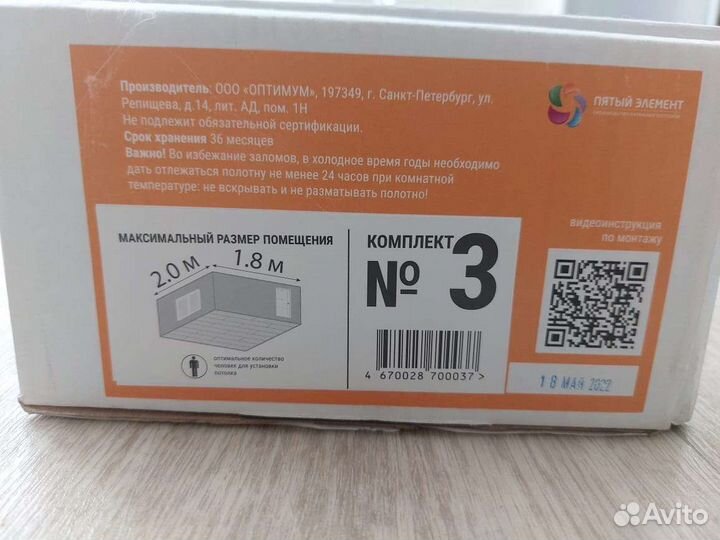 Производитель: ООО «ОПТИМУМ», 197349, г. Санкт-Петербург, ул.
Репищева, д.14, лит. АД, пом. 1Н
Не подлежит обязательной сертификации.
Срок хранения 36 месяцев
Важно! Во избежание заломов, в холодное время годы необходимо
дать отлежаться полотну не менее 24 часов при комнатной
температуре: не вскрывать и не разматывать полотно!
ПЯТЫЙ ЭЛЕМЕНТ
МАКСИМАЛЬНЫЙ РАЗМЕР ПОМЕЩЕНИЯ
2.0 м
1.8 м
оптимальное количество
человек для установки
потолка
КОМПЛЕКТ
№ 3
4 670028 700037 >
видеоинструкция
по монтажу
18 МАЯ 2022
Avito